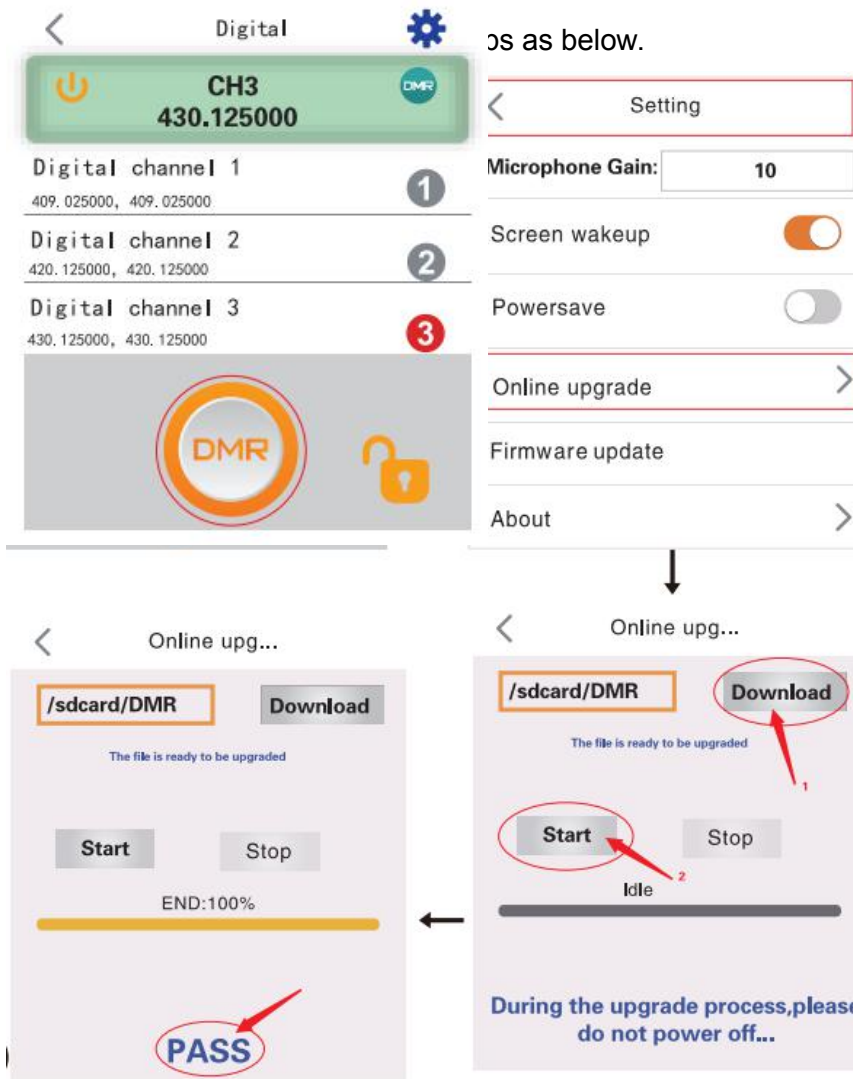 Digital
CH3
DMR
430.125000
Digital channel 1
409.025000, 409.025000
1
Digital channel 2
420.125000, 420.125000
2
Digital channel 3
430.125000, 430.125000
3
DMR
as below.
Setting
Microphone Gain: 10
Screen wakeup
Powersave
Online upgrade
Firmware update
About
Online upg...
/sdcard/DMR Download
The file is ready to be upgraded
1
Start Stop
2
Idle
During the upgrade process,please
do not power off...
Online upg...
/sdcard/DMR Download
The file is ready to be upgraded
Start Stop
END:100%
PASS